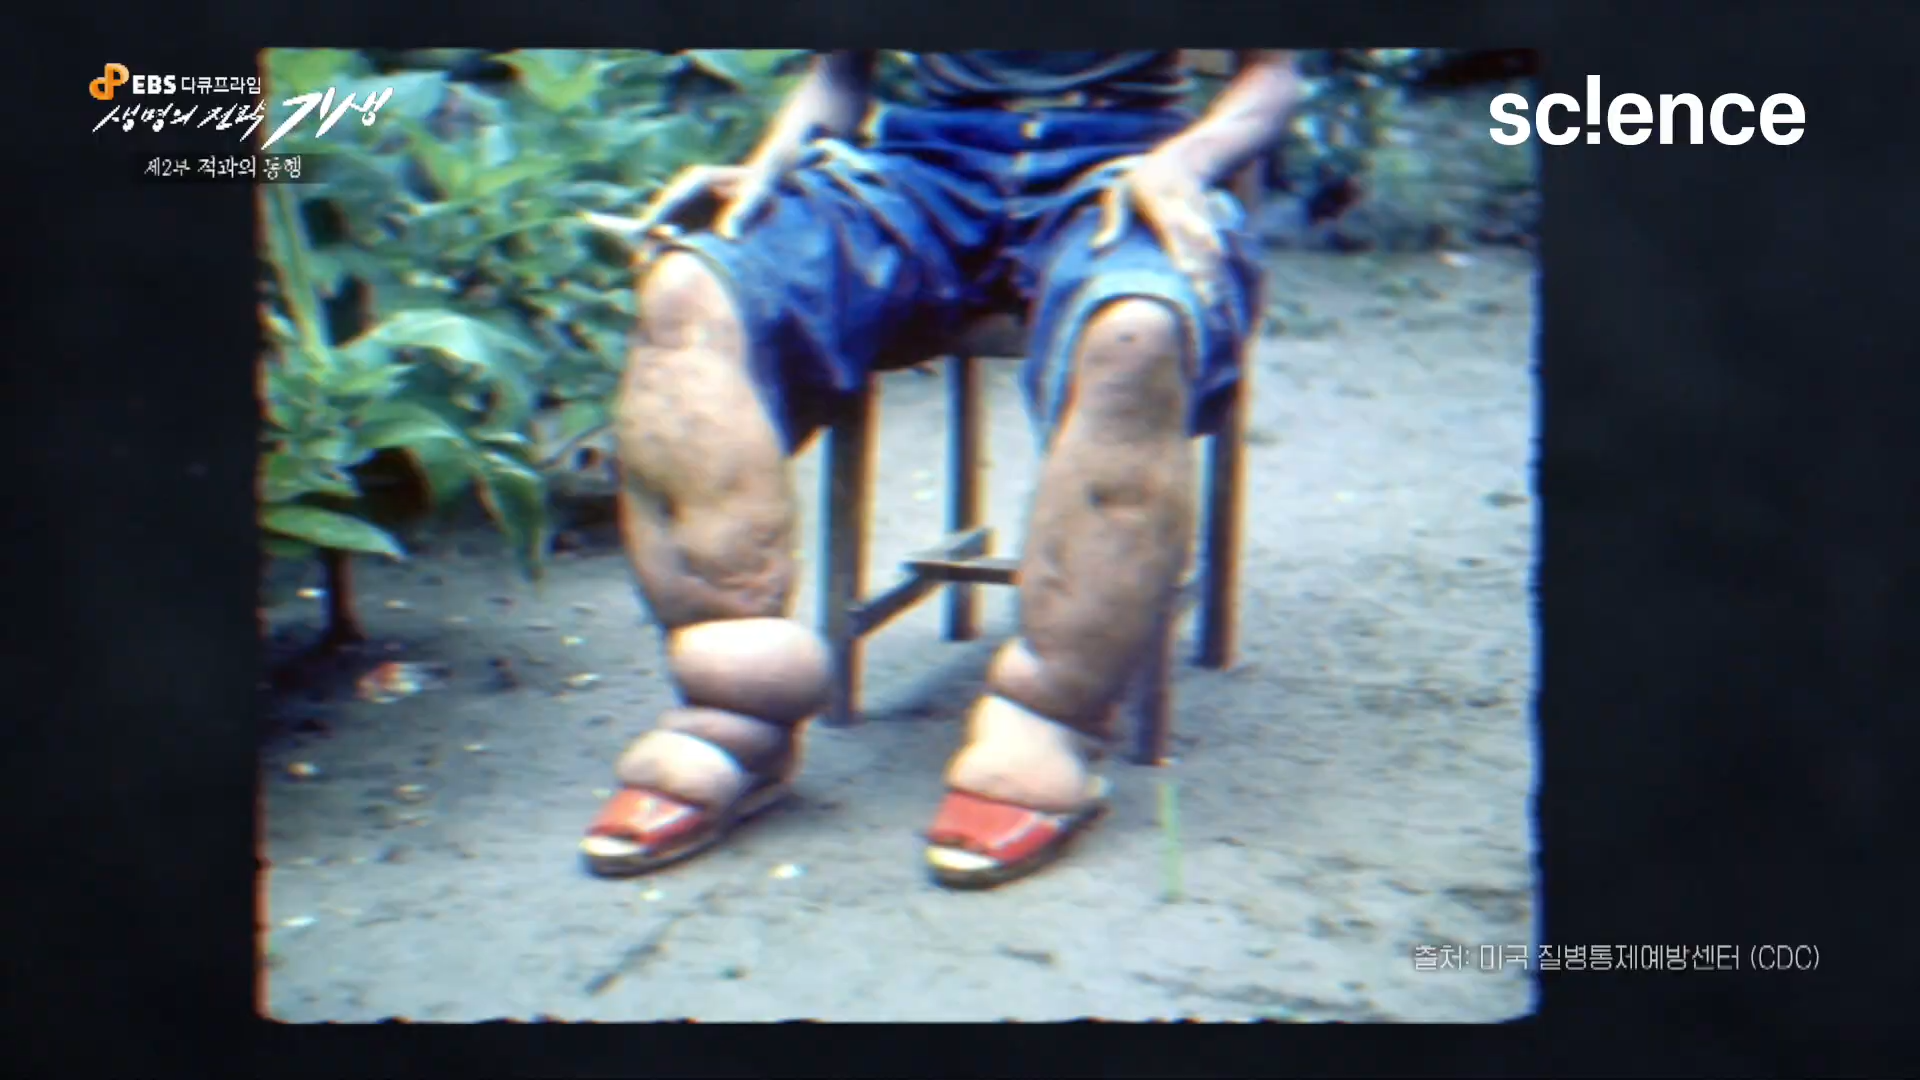 EBS 다큐프라임
생명의 전략 기생
제2부 적과의 동행
sc!ence
출처: 미국 질병통제예방센터 (CDC)